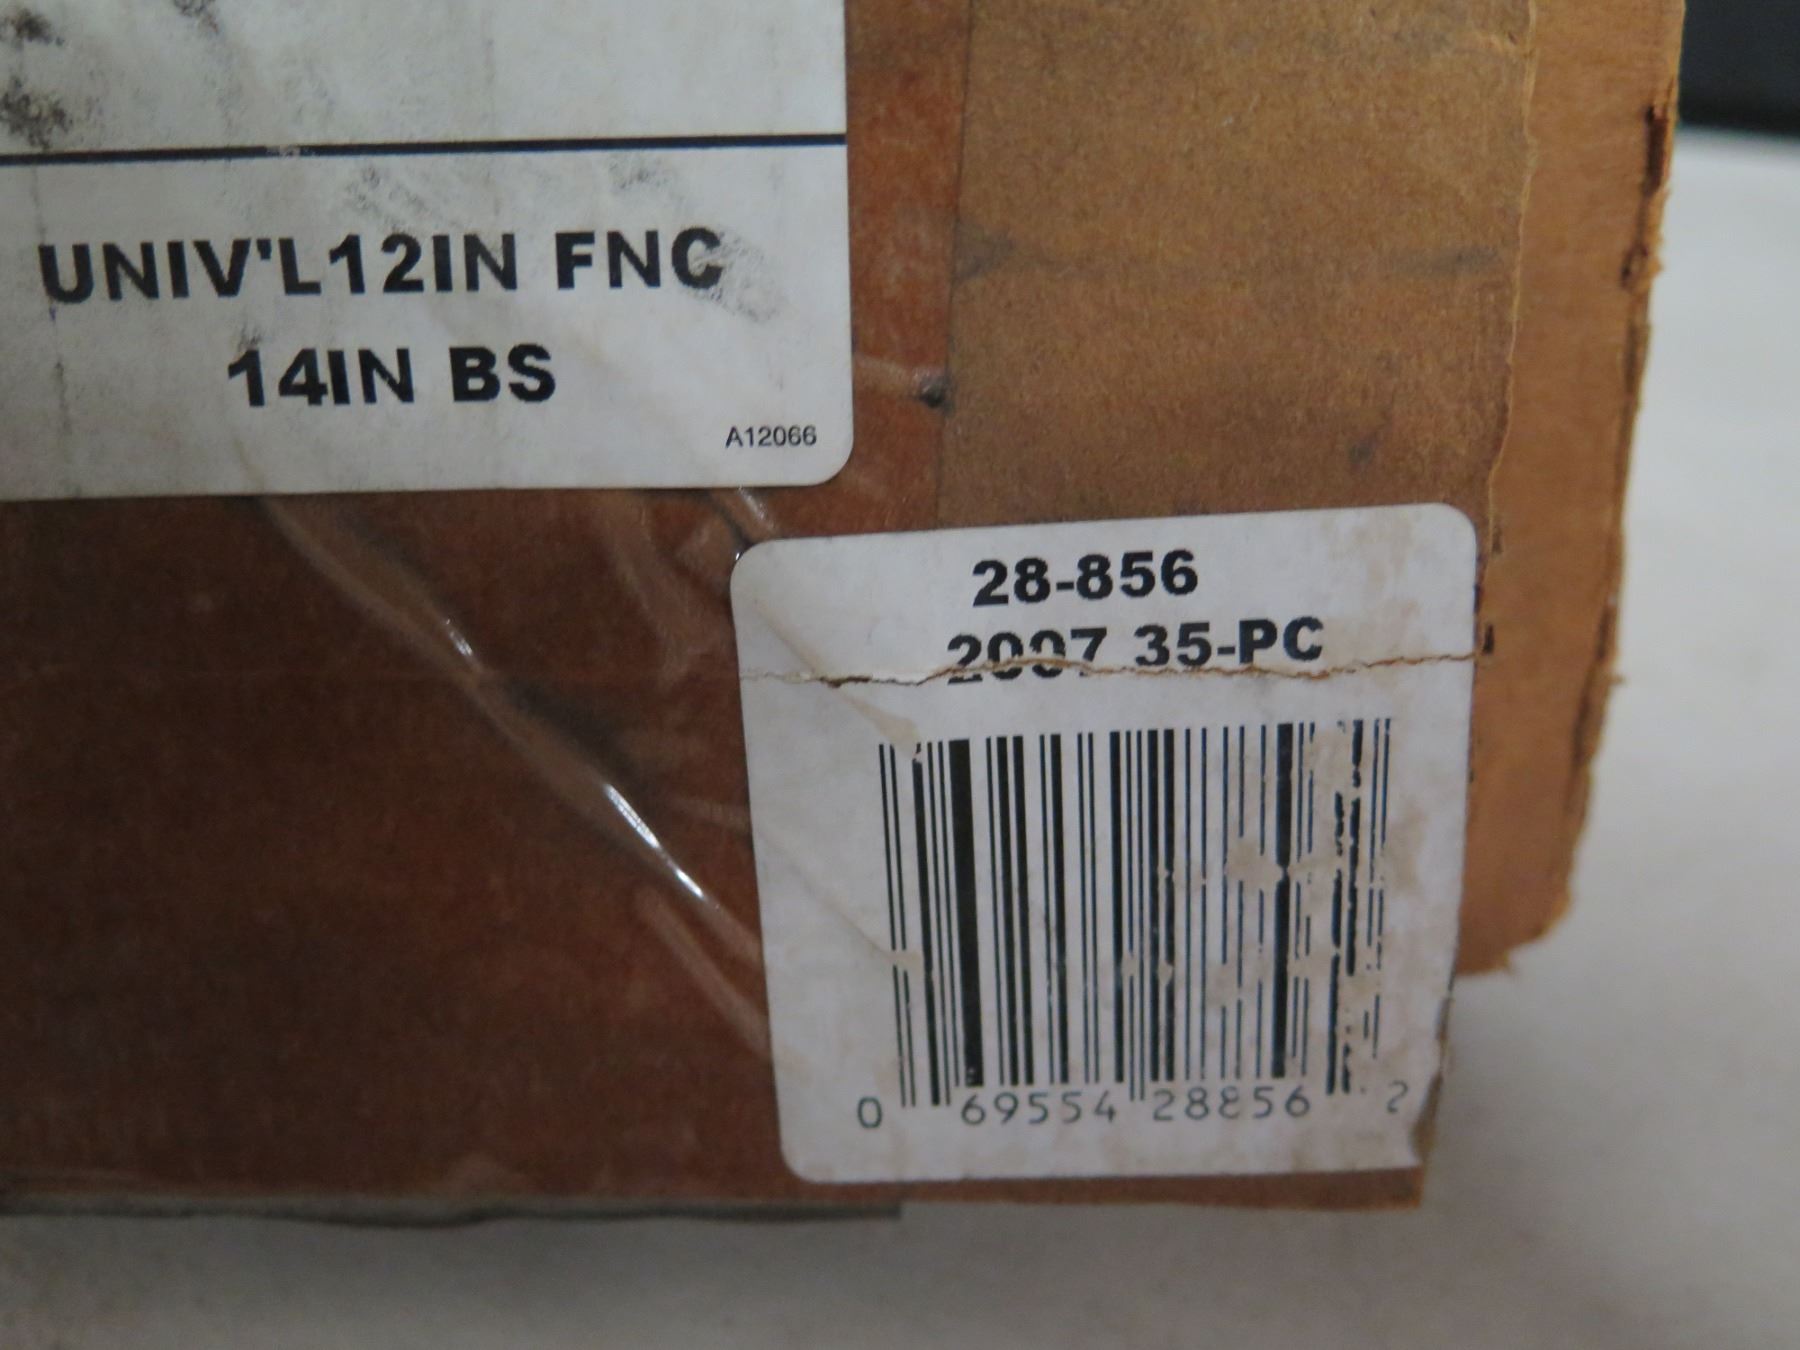 UNIV'L12IN FNC
14IN BS
A12066
28-856
2007 35-PC
0 69554 28856 2